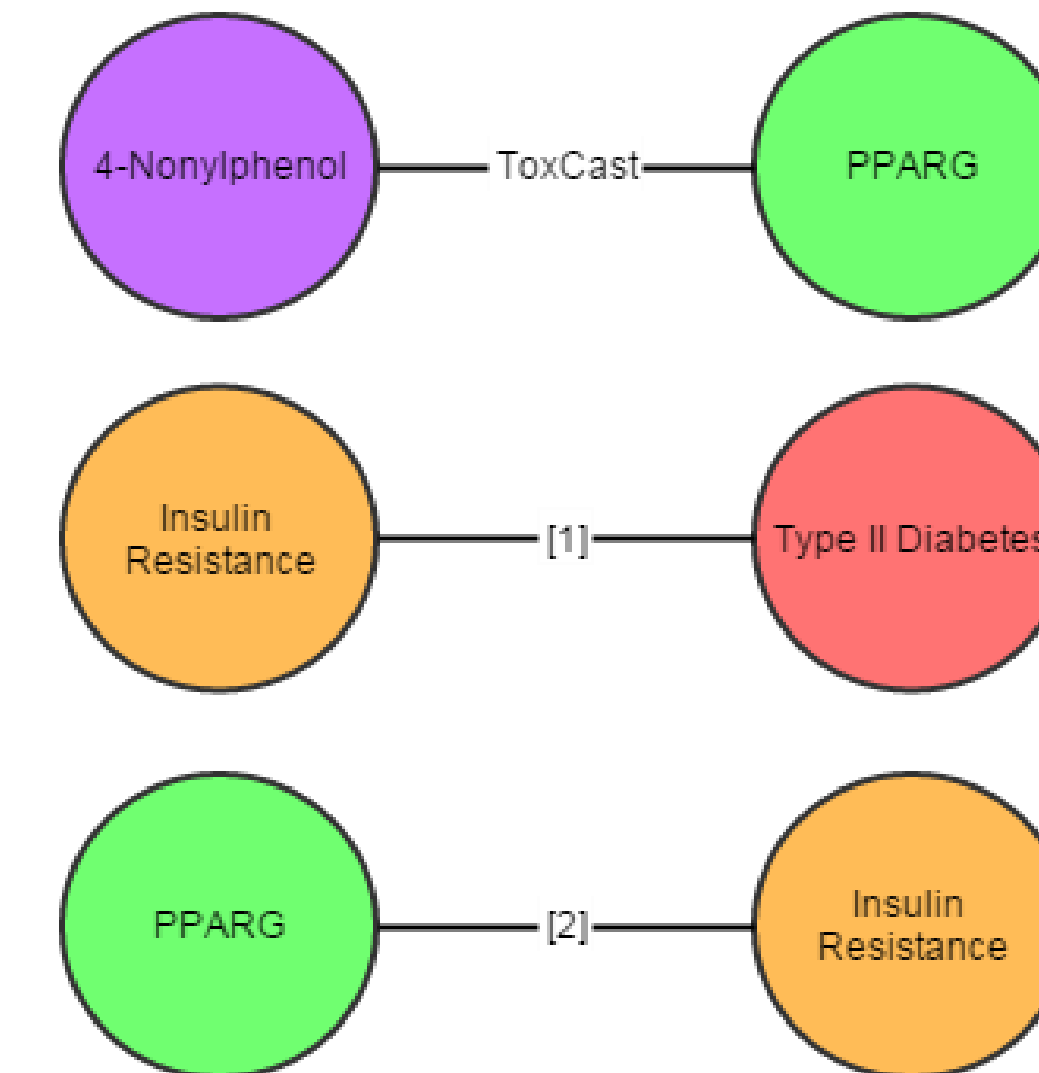 4-Nonylphenol
ToxCast
PPARG
Insulin
Resistance
[1]
Type II Diabetes
PPARG
[2]
Insulin
Resistance